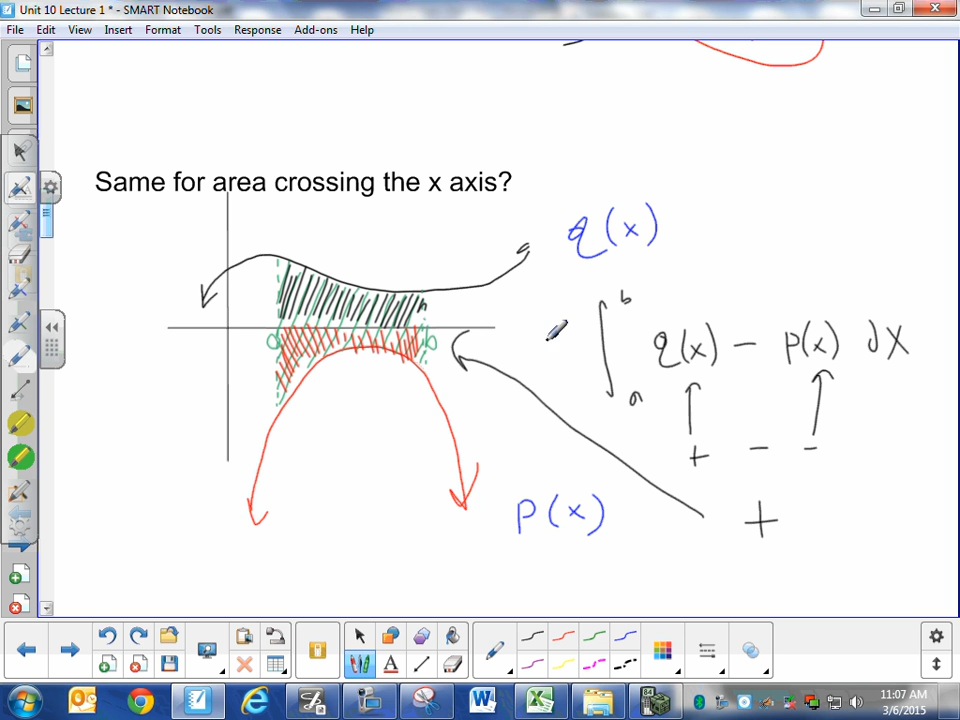 Unit 10 Lecture 1 * - SMART Notebook
File Edit View Insert Format Tools Response Add-ons Help
Same for area crossing the x axis?
q(x)
b
∫ q(x) - p(x) dx
a
a b
+ - -
p(x)
+
A
W
84
11:07 AM
3/6/2015